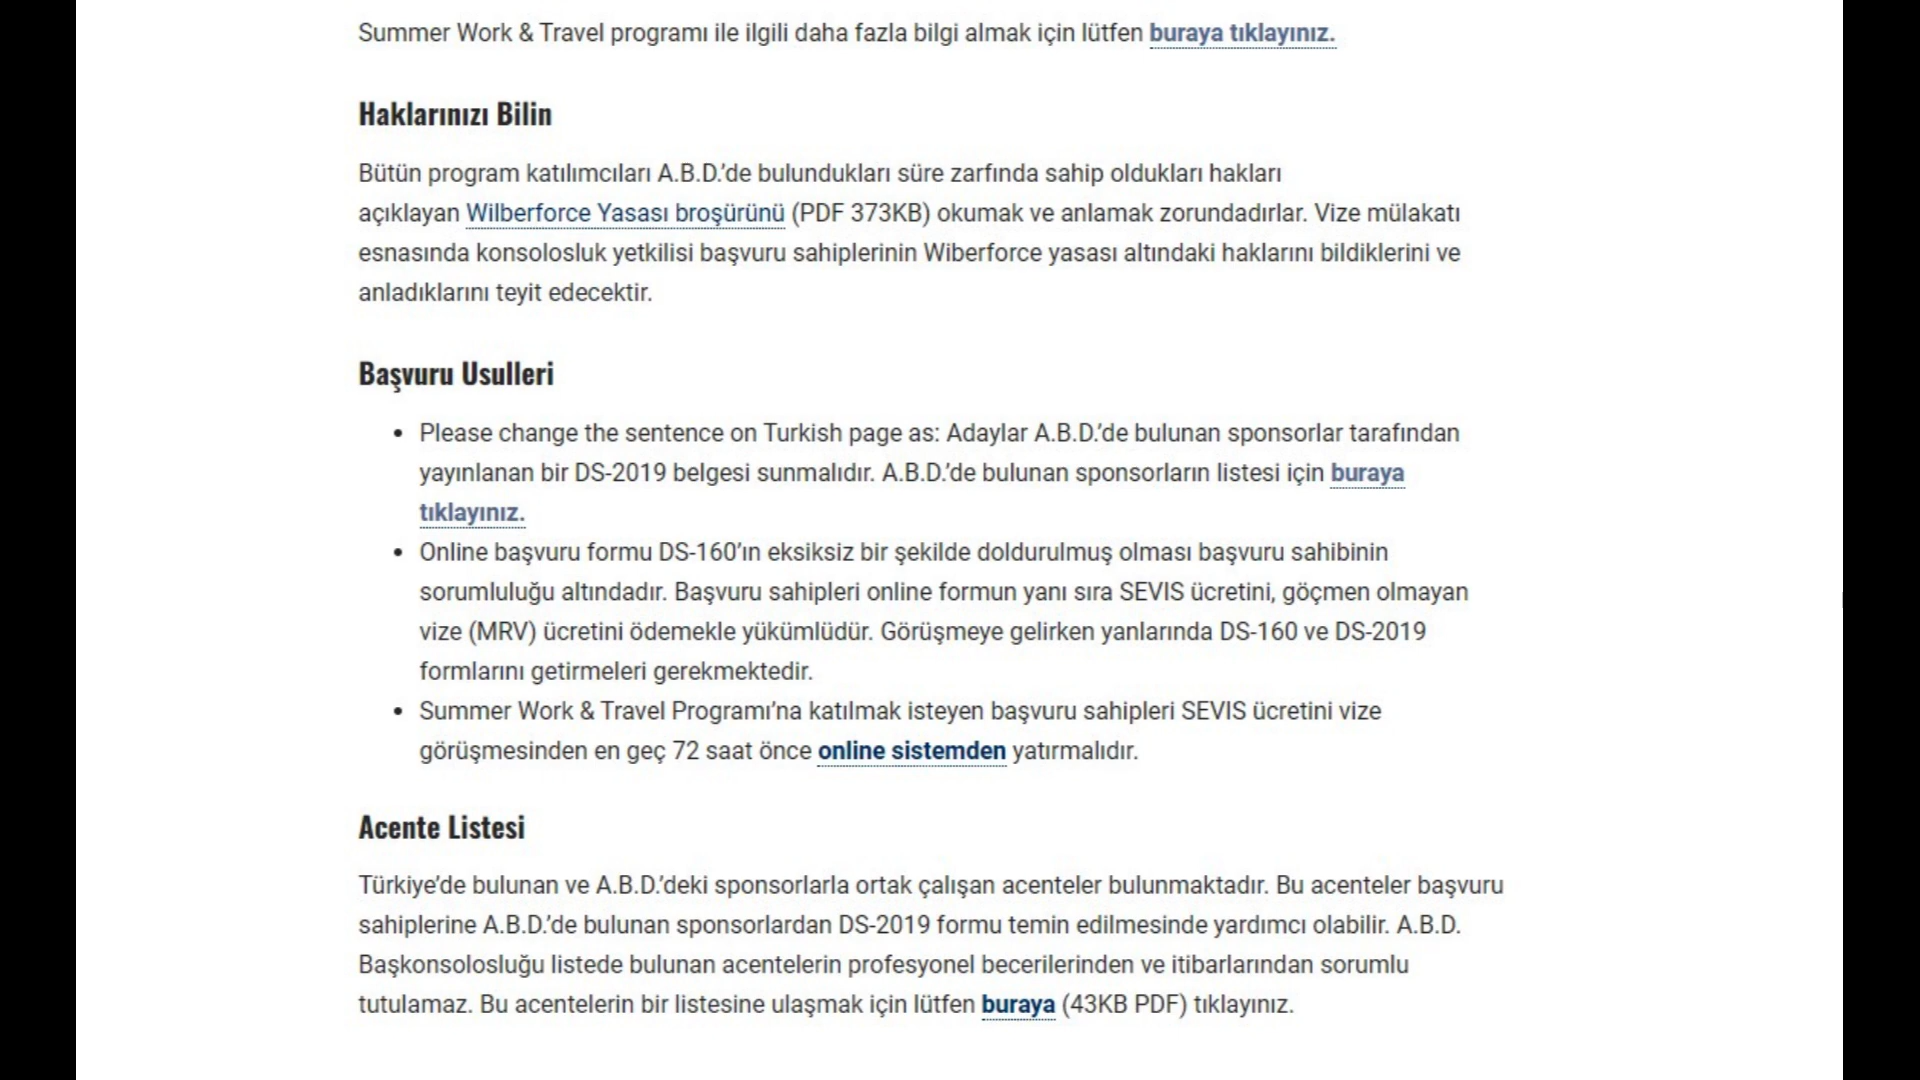 Summer Work & Travel programı ile ilgili daha fazla bilgi almak için lütfen buraya tıklayınız.
Haklarınızı Bilin
Bütün program katılımcıları A.B.D.’de bulundukları süre zarfında sahip oldukları hakları
açıklayan Wilberforce Yasası broşürünü (PDF 373KB) okumak ve anlamak zorundadırlar. Vize mülakatı
esnasında konsolosluk yetkilisi başvuru sahiplerinin Wiberforce yasası altındaki haklarını bildiklerini ve
anladıklarını teyit edecektir.
Başvuru Usulleri
• Please change the sentence on Turkish page as: Adaylar A.B.D.’de bulunan sponsorlar tarafından
yayınlanan bir DS-2019 belgesi sunmalıdır. A.B.D.’de bulunan sponsorların listesi için buraya
tıklayınız.
• Online başvuru formu DS-160’ın eksiksiz bir şekilde doldurulmuş olması başvuru sahibinin
sorumluluğu altındadır. Başvuru sahipleri online formun yanı sıra SEVIS ücretini, göçmen olmayan
vize (MRV) ücretini ödemekle yükümlüdür. Görüşmeye gelirken yanlarında DS-160 ve DS-2019
formlarını getirmeleri gerekmektedir.
• Summer Work & Travel Programı’na katılmak isteyen başvuru sahipleri SEVIS ücretini vize
görüşmesinden en geç 72 saat önce online sistemden yatırmalıdır.
Acente Listesi
Türkiye’de bulunan ve A.B.D.’deki sponsorlarla ortak çalışan acenteler bulunmaktadır. Bu acenteler başvuru
sahiplerine A.B.D.’de bulunan sponsorlardan DS-2019 formu temin edilmesinde yardımcı olabilir. A.B.D.
Başkonsolosluğu listede bulunan acentelerin profesyonel becerilerinden ve itibarlarından sorumlu
tutulamaz. Bu acentelerin bir listesine ulaşmak için lütfen buraya (43KB PDF) tıklayınız.